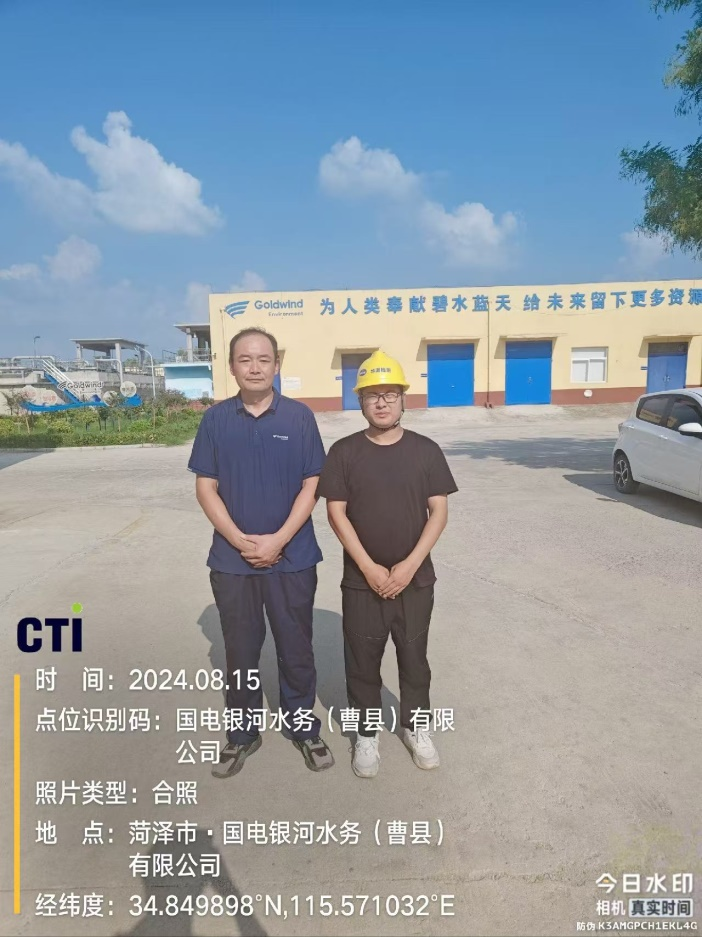 Goldwind
Environment
为人类奉献碧水蓝天 给未来留下更多资源
GOLDWIND
Goldwind
CTI
时 间：2024.08.15
点位识别码：国电银河水务（曹县）有限
公司
照片类型：合照
地 点：菏泽市·国电银河水务（曹县）
有限公司
经纬度：34.849898°N,115.571032°E
今日水印
相机 真实时间
防伪 K3AMGPCH1EKL4G